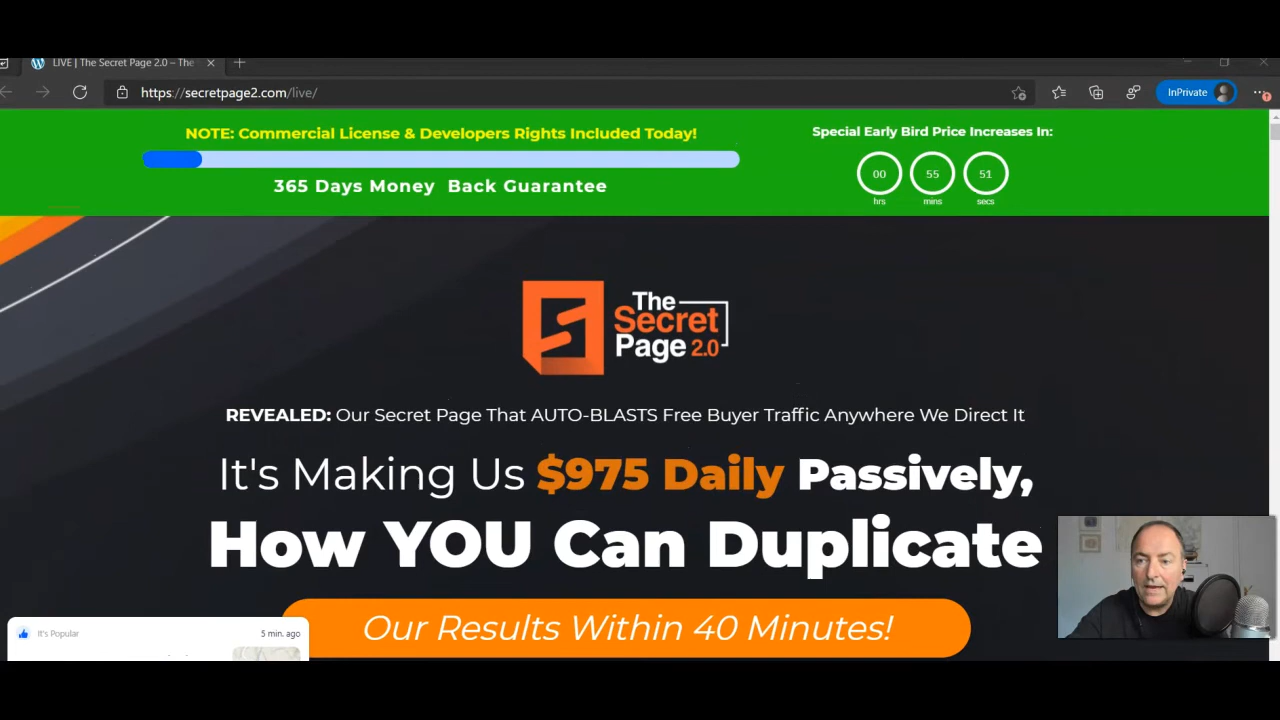 LIVE | The Secret Page 2.0 – The
https://secretpage2.com/live/
InPrivate
NOTE: Commercial License & Developers Rights Included Today!
365 Days Money Back Guarantee
Special Early Bird Price Increases In:
00 55 51
hrs mins secs
The
Secret
Page 2.0
REVEALED: Our Secret Page That AUTO-BLASTS Free Buyer Traffic Anywhere We Direct It
It's Making Us $975 Daily Passively,
How YOU Can Duplicate
Our Results Within 40 Minutes!
It's Popular
5 min. ago